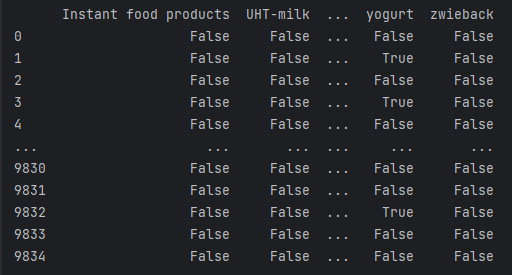 Instant food products UHT-milk ... yogurt zwieback
0 False False ... False False
1 False False ... True False
2 False False ... False False
3 False False ... True False
4 False False ... False False
... ... ... ... ... ...
9830 False False ... False False
9831 False False ... False False
9832 False False ... True False
9833 False False ... False False
9834 False False ... False False